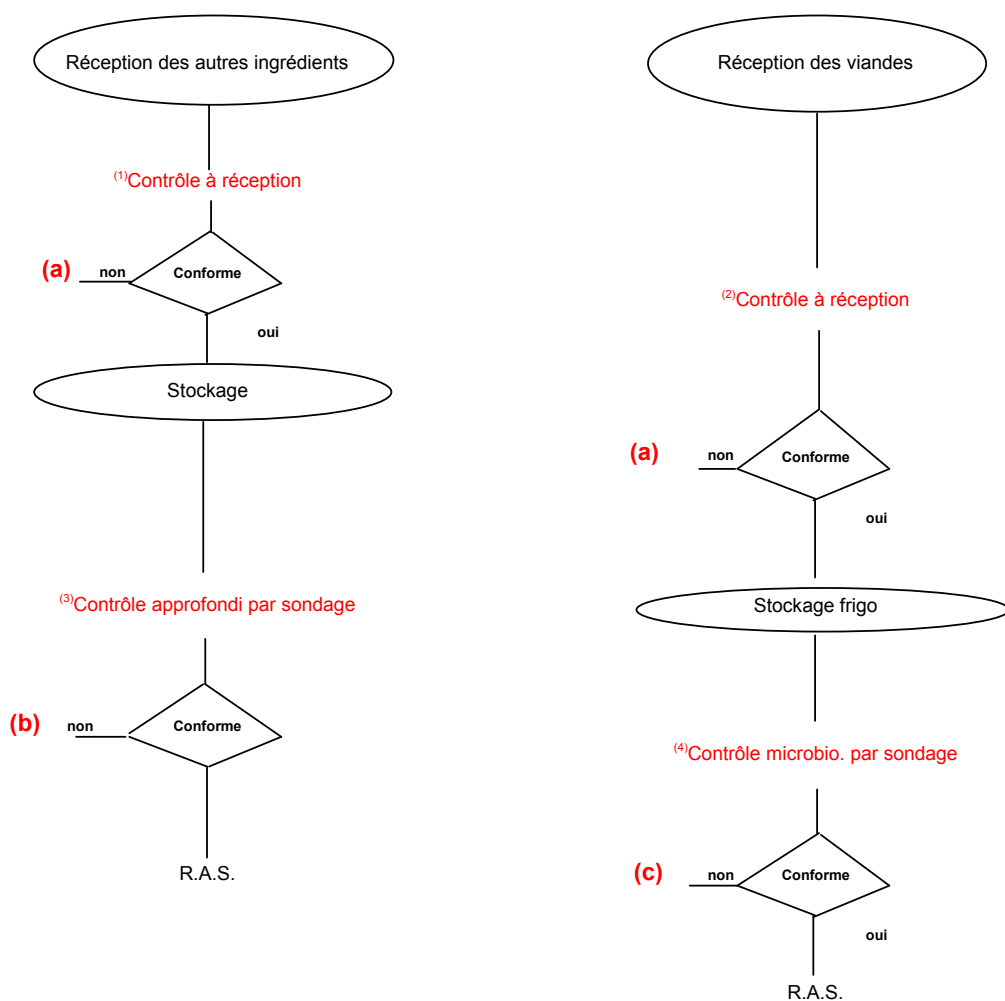 Réception des autres ingrédients
(1)Contrôle à réception
(a)
non
Conforme
oui
Stockage
(3)Contrôle approfondi par sondage
(b)
non
Conforme
R.A.S.
Réception des viandes
(2)Contrôle à réception
(a)
non
Conforme
oui
Stockage frigo
(4)Contrôle microbio. par sondage
(c)
non
Conforme
oui
R.A.S.